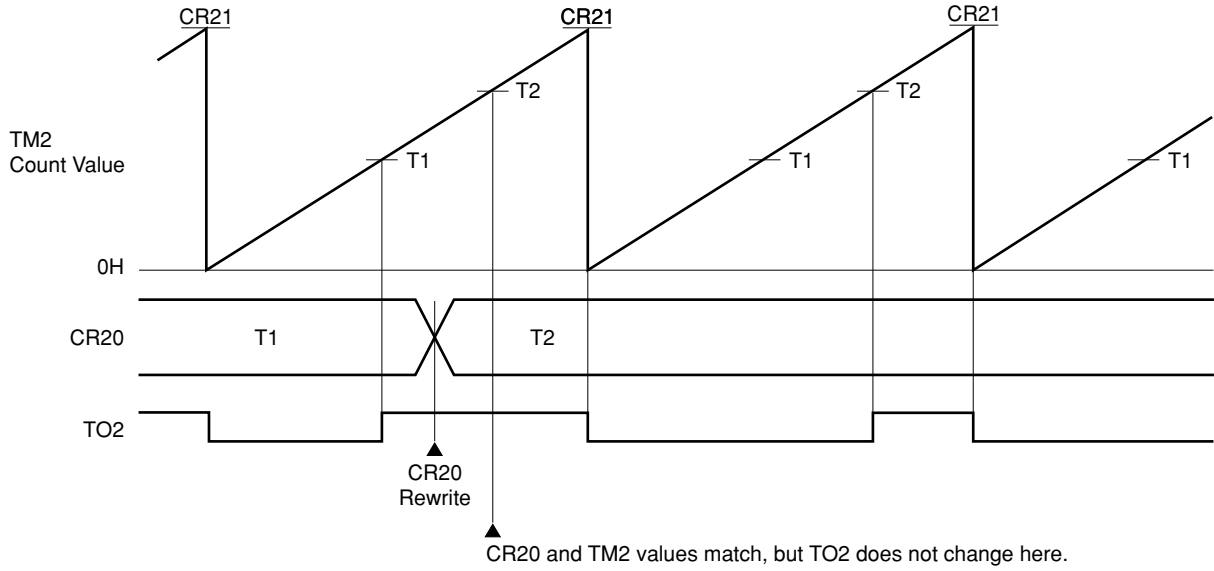 CR21
CR21
CR21
T2
T2
TM2
Count Value
T1
T1
T1
0H
CR20
T1
T2
TO2
CR20
Rewrite
CR20 and TM2 values match, but TO2 does not change here.